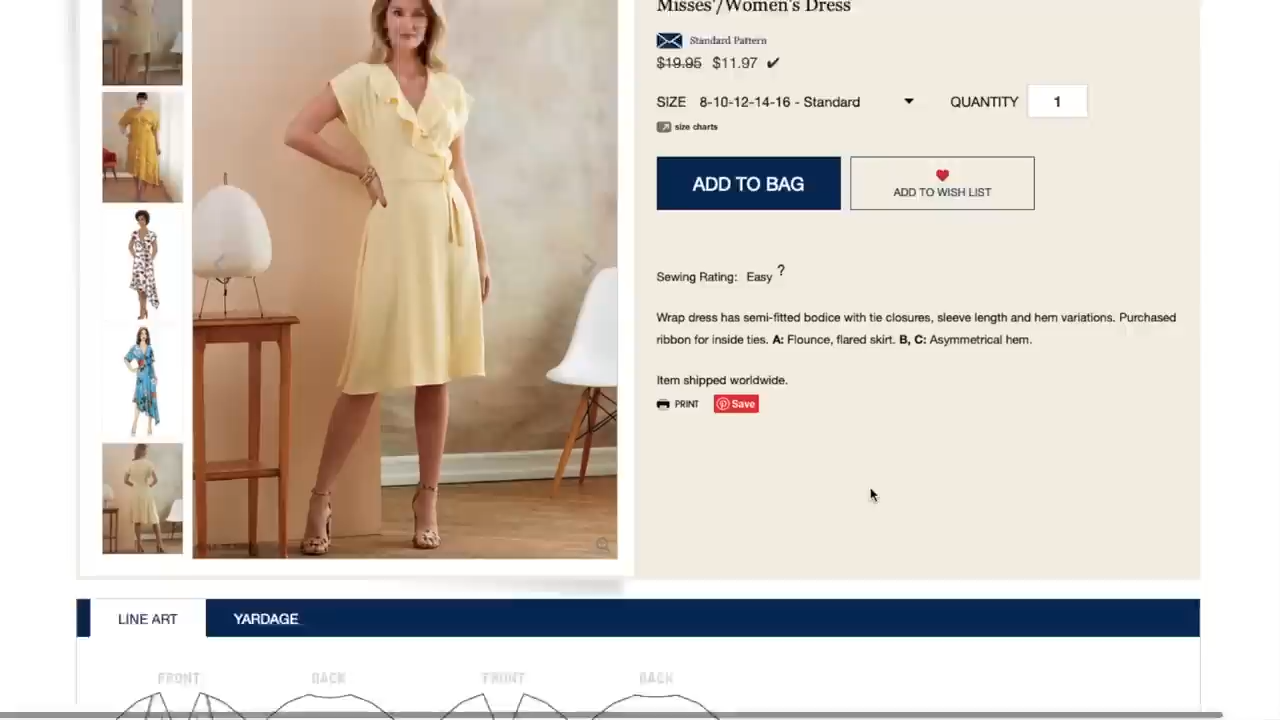 Misses'/Women's Dress
Standard Pattern
$19.95 $11.97 ✔
SIZE 8-10-12-14-16 - Standard QUANTITY 1
size charts
ADD TO BAG
ADD TO WISH LIST
Sewing Rating: Easy ?
Wrap dress has semi-fitted bodice with tie closures, sleeve length and hem variations. Purchased
ribbon for inside ties. A: Flounce, flared skirt. B, C: Asymmetrical hem.
Item shipped worldwide.
PRINT Save
LINE ART YARDAGE
FRONT BACK FRONT BACK